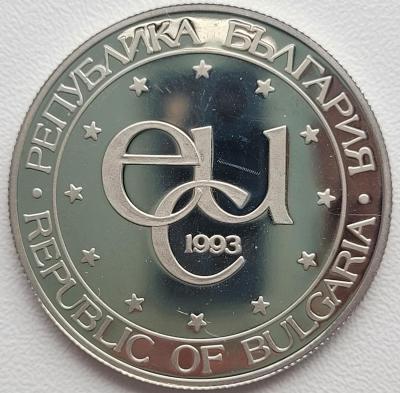 РЕПУБЛИКА БЪЛГАРИЯ
ecu
1993
REPUBLIC OF BULGARIA